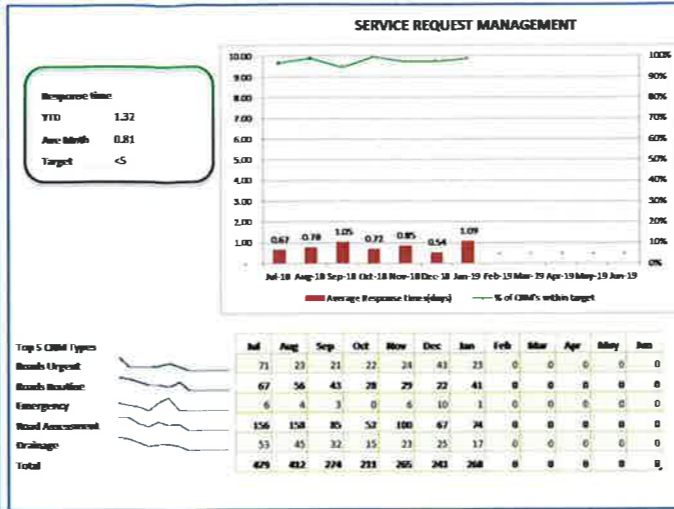 SERVICE REQUEST MANAGEMENT
Response time
YTD 1.32
Ave Mnth 0.81
Target <5
10.00 100%
9.00 90%
8.00 80%
7.00 70%
6.00 60%
5.00 50%
4.00 40%
3.00 30%
2.00 20%
1.00 10%
- 0%
0.67 0.78 1.05 0.72 0.85 0.54 1.09
Jul-18 Aug-18 Sep-18 Oct-18 Nov-18 Dec-18 Jan-19 Feb-19 Mar-19 Apr-19 May-19 Jun-19
Average Response times(days) % of CRM's within target
Top 5 CRM Types Jul Aug Sep Oct Nov Dec Jan Feb Mar Apr May Jun
Roads Urgent 71 23 21 22 24 41 23 0 0 0 0 0
Roads Routine 67 56 43 28 29 22 41 0 0 0 0 0
Emergency 6 4 3 0 6 10 1 0 0 0 0 0
Road Assessment 156 158 85 52 100 67 74 0 0 0 0 0
Drainage 53 45 32 15 23 25 17 0 0 0 0 0
Total 429 412 274 211 265 241 268 0 0 0 0 0